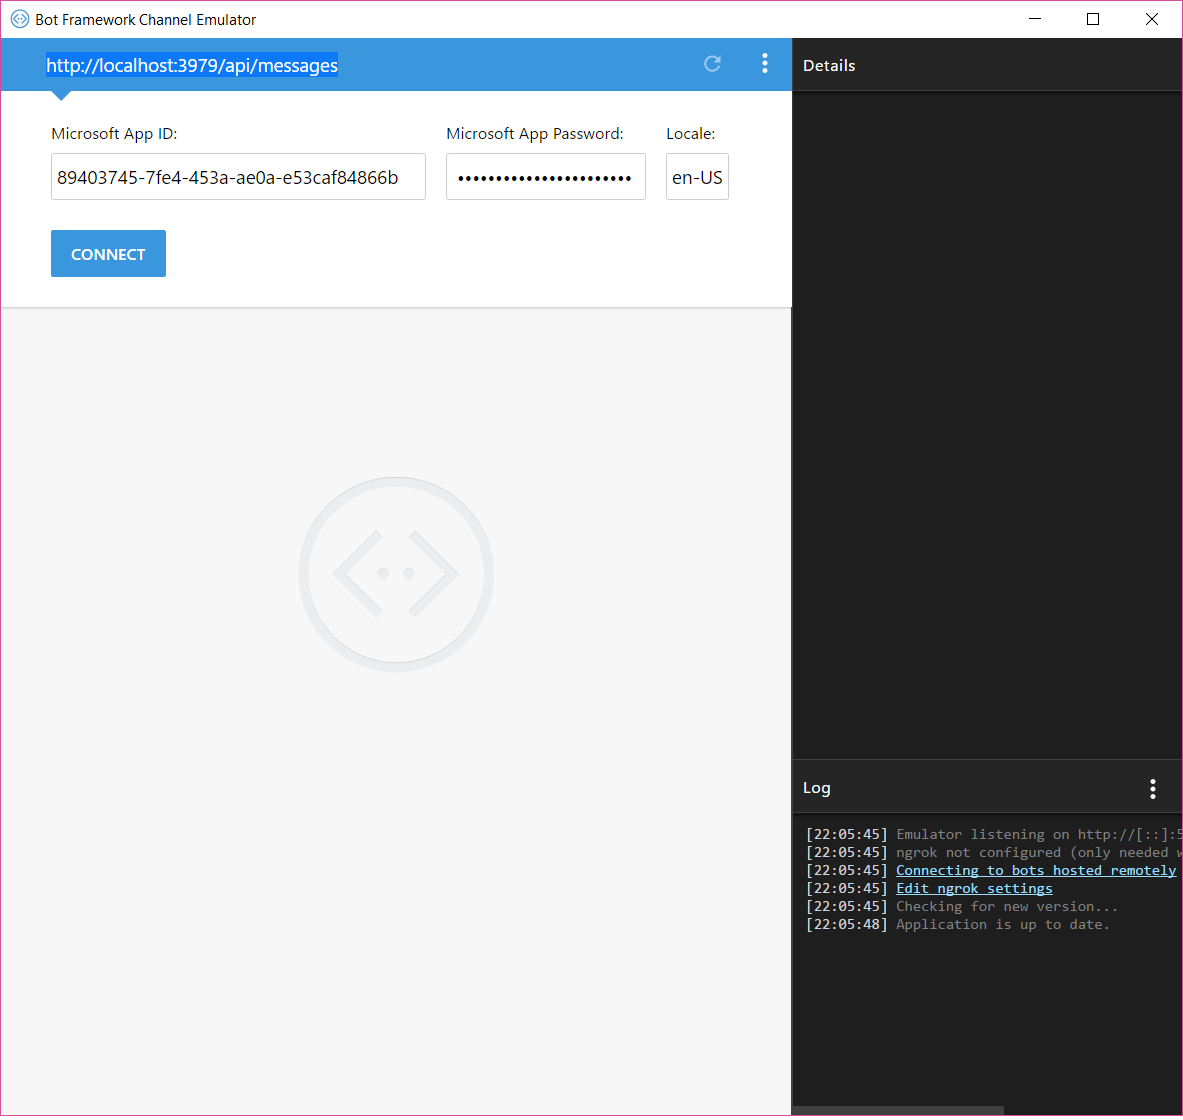 Bot Framework Channel Emulator
http://localhost:3979/api/messages
Microsoft App ID:
Microsoft App Password:
Locale:
89403745-7fe4-453a-ae0a-e53caf84866b
•••••••••••••••••••••••
en-US
CONNECT
Details
Log
[22:05:45] Emulator listening on http://[::]:5
[22:05:45] ngrok not configured (only needed w
[22:05:45] Connecting to bots hosted remotely
[22:05:45] Edit ngrok settings
[22:05:45] Checking for new version...
[22:05:48] Application is up to date.